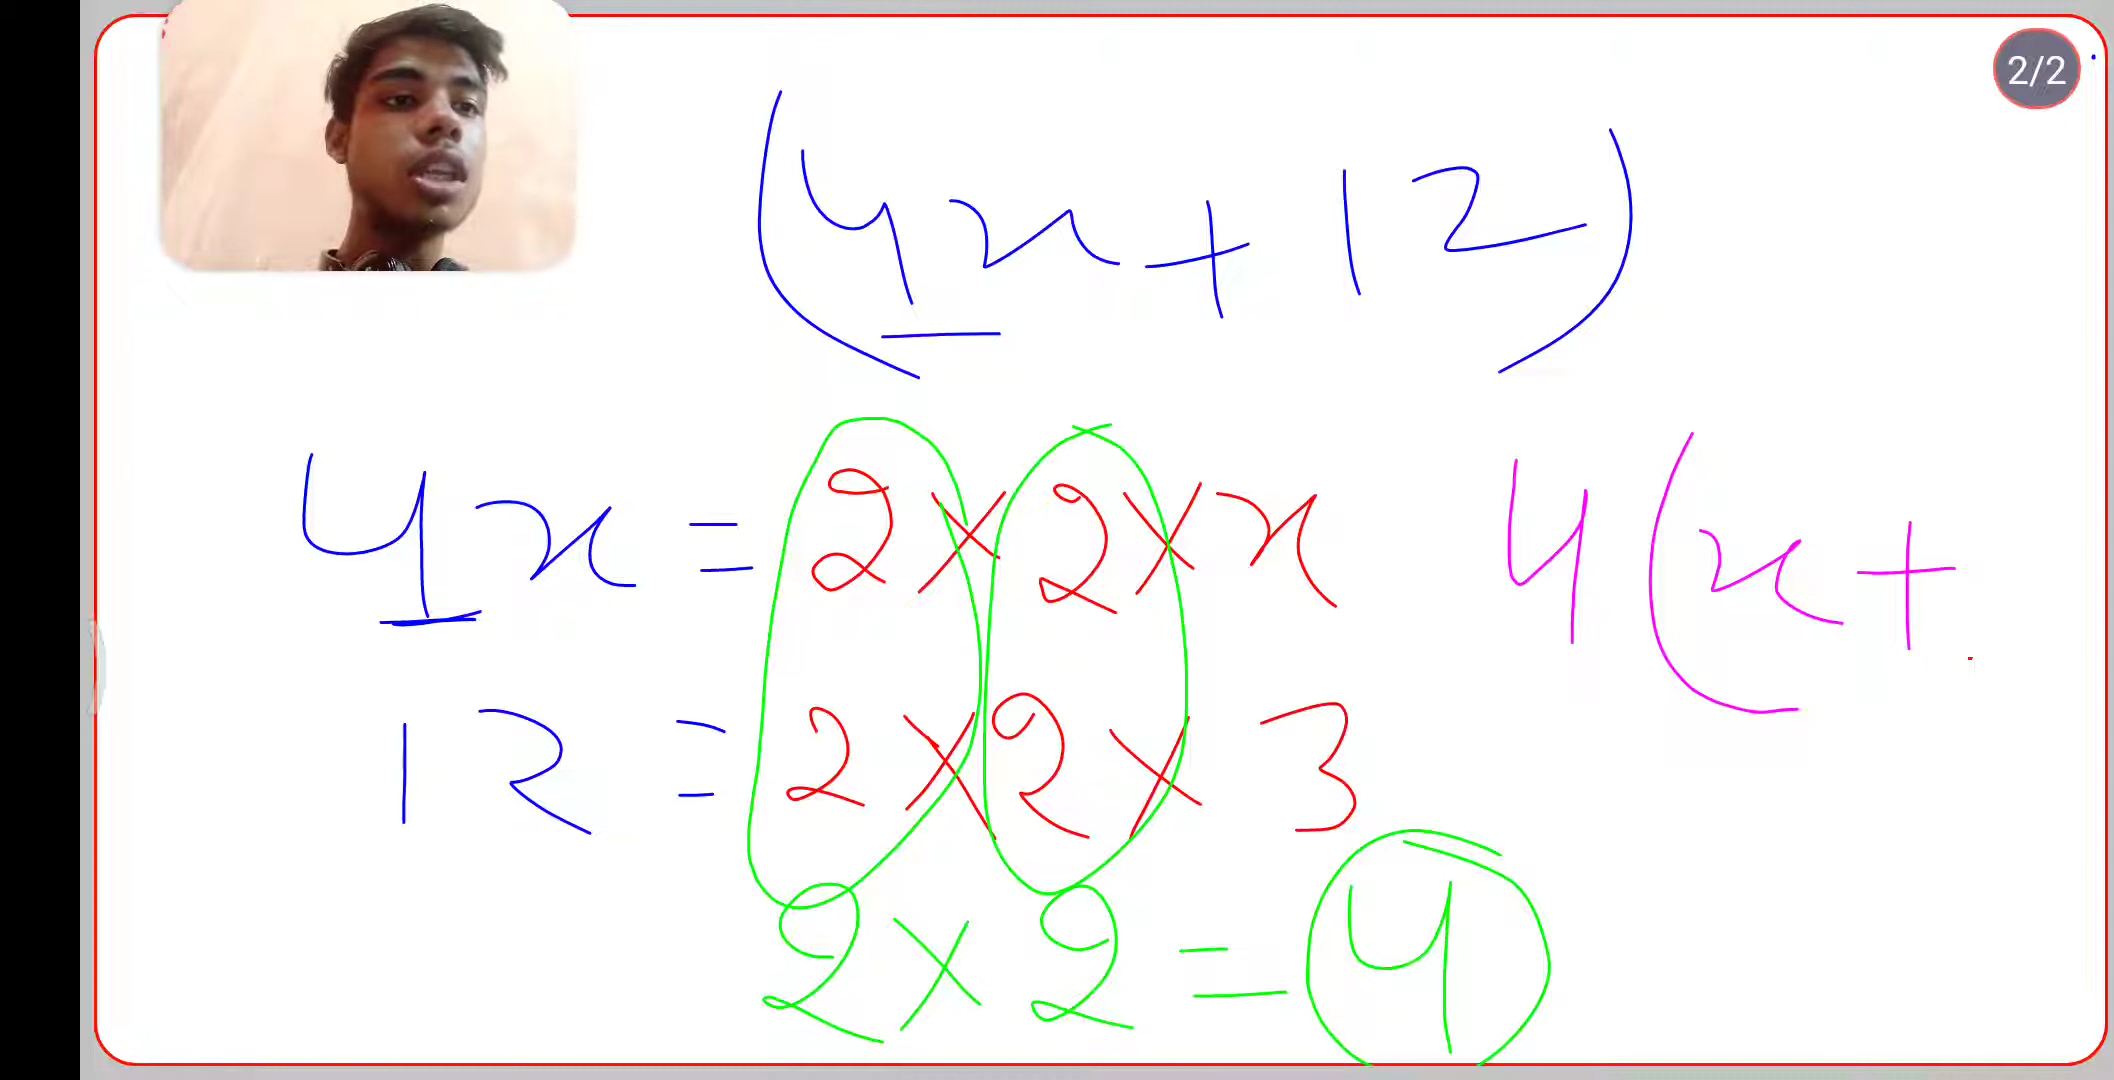 2/2
(4x+12)
4x = 2×2×x
4(x+
12 = 2×2×3
2×2=4